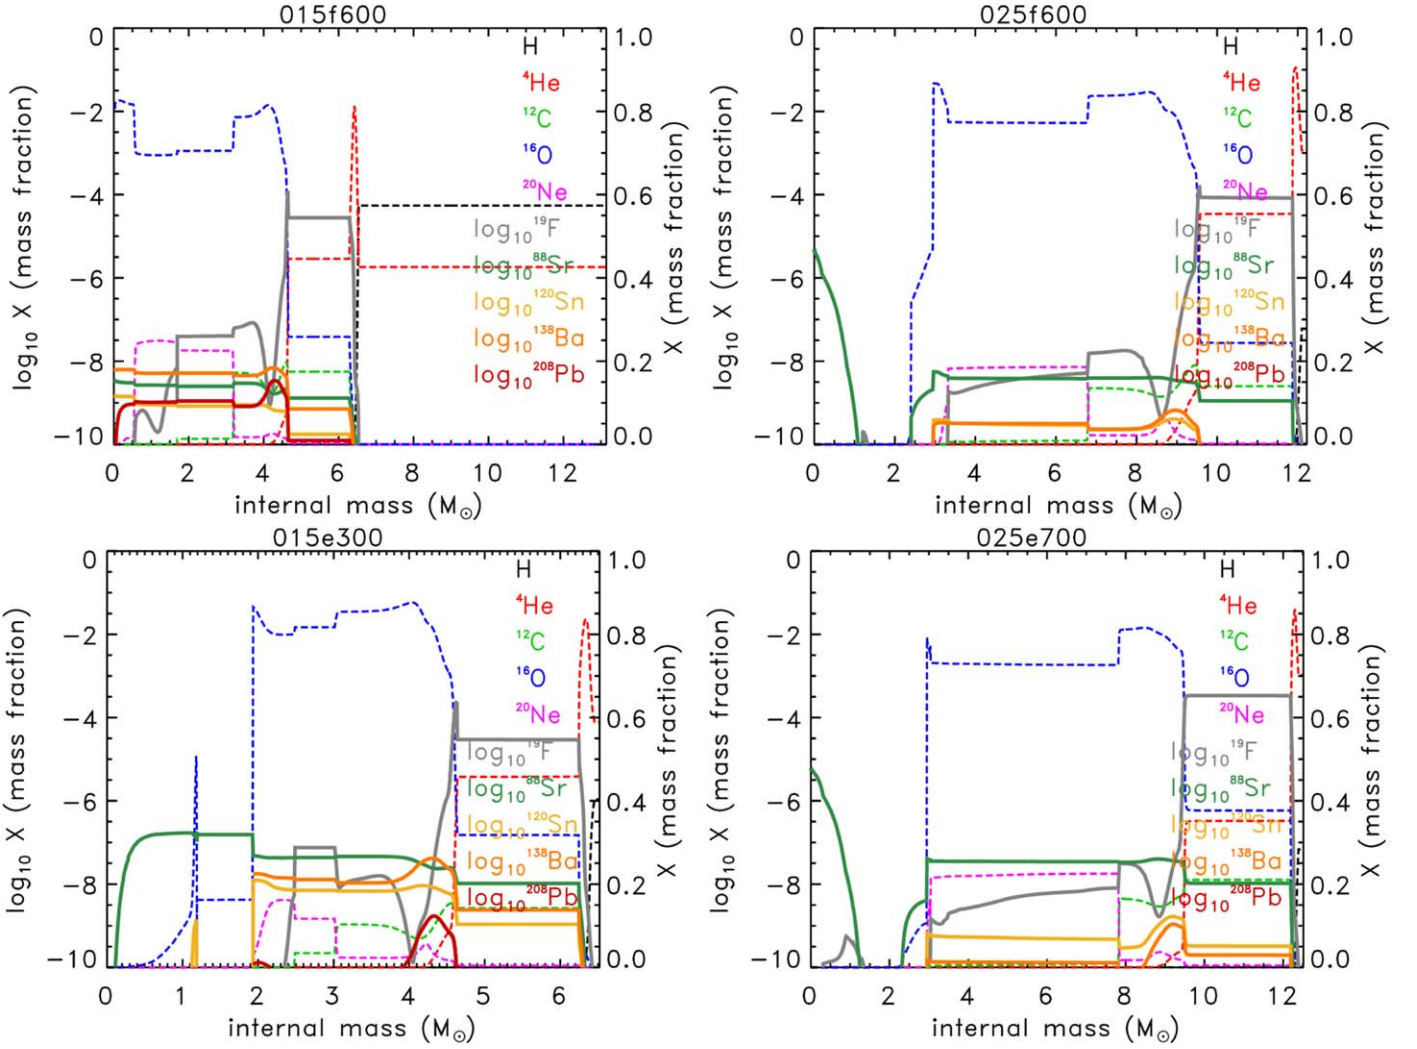 015f600
0
−2
−4
−6
−8
−10
log₁₀ X (mass fraction)
1.0
0.8
0.6
0.4
0.2
0.0
X (mass fraction)
H
⁴He
¹²C
¹⁶O
²⁰Ne
log₁₀ ¹⁹F
log₁₀ ⁸⁸Sr
log₁₀ ¹²⁰Sn
log₁₀ ¹³⁸Ba
log₁₀ ²⁰⁸Pb
0 2 4 6 8 10 12
internal mass (M☉)
025f600
0
−2
−4
−6
−8
−10
log₁₀ X (mass fraction)
1.0
0.8
0.6
0.4
0.2
0.0
X (mass fraction)
H
⁴He
¹²C
¹⁶O
²⁰Ne
log₁₀ ¹⁹F
log₁₀ ⁸⁸Sr
log₁₀ ¹²⁰Sn
log₁₀ ¹³⁸Ba
log₁₀ ²⁰⁸Pb
0 2 4 6 8 10 12
internal mass (M☉)
015e300
0
−2
−4
−6
−8
−10
log₁₀ X (mass fraction)
1.0
0.8
0.6
0.4
0.2
0.0
X (mass fraction)
H
⁴He
¹²C
¹⁶O
²⁰Ne
log₁₀ ¹⁹F
log₁₀ ⁸⁸Sr
log₁₀ ¹²⁰Sn
log₁₀ ¹³⁸Ba
log₁₀ ²⁰⁸Pb
0 1 2 3 4 5 6
internal mass (M☉)
025e700
0
−2
−4
−6
−8
−10
log₁₀ X (mass fraction)
1.0
0.8
0.6
0.4
0.2
0.0
X (mass fraction)
H
⁴He
¹²C
¹⁶O
²⁰Ne
log₁₀ ¹⁹F
log₁₀ ⁸⁸Sr
log₁₀ ¹²⁰Sn
log₁₀ ¹³⁸Ba
log₁₀ ²⁰⁸Pb
0 2 4 6 8 10 12
internal mass (M☉)